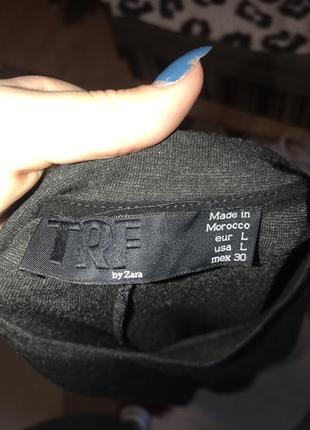 TRF
by Zara
Made in
Morocco
eur L
usa L
mex 30